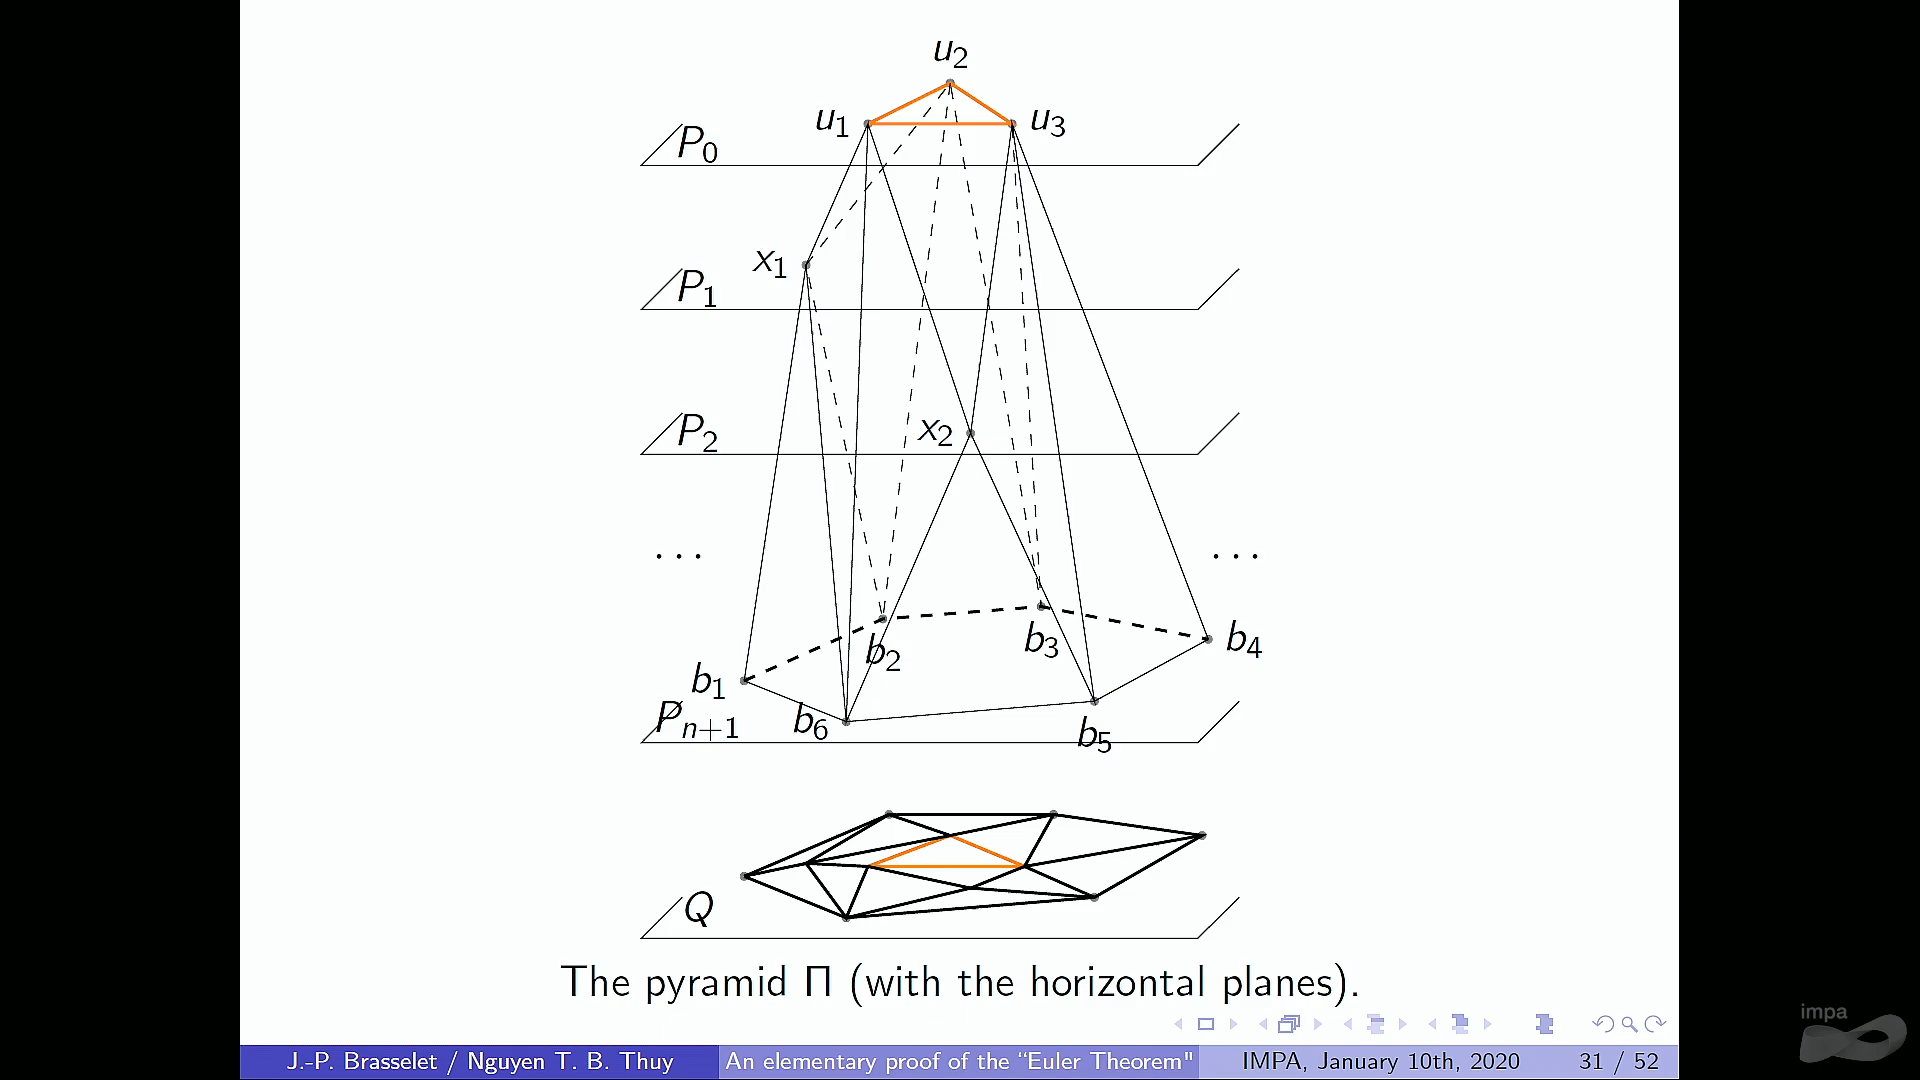 u2
u1 u3
P0
x1
P1
x2
P2
... ...
b2 b3 b4
b1
Pn+1 b6 b5
Q
The pyramid Π (with the horizontal planes).
impa
J.-P. Brasselet / Nguyen T. B. Thuy An elementary proof of the “Euler Theorem" IMPA, January 10th, 2020 31 / 52